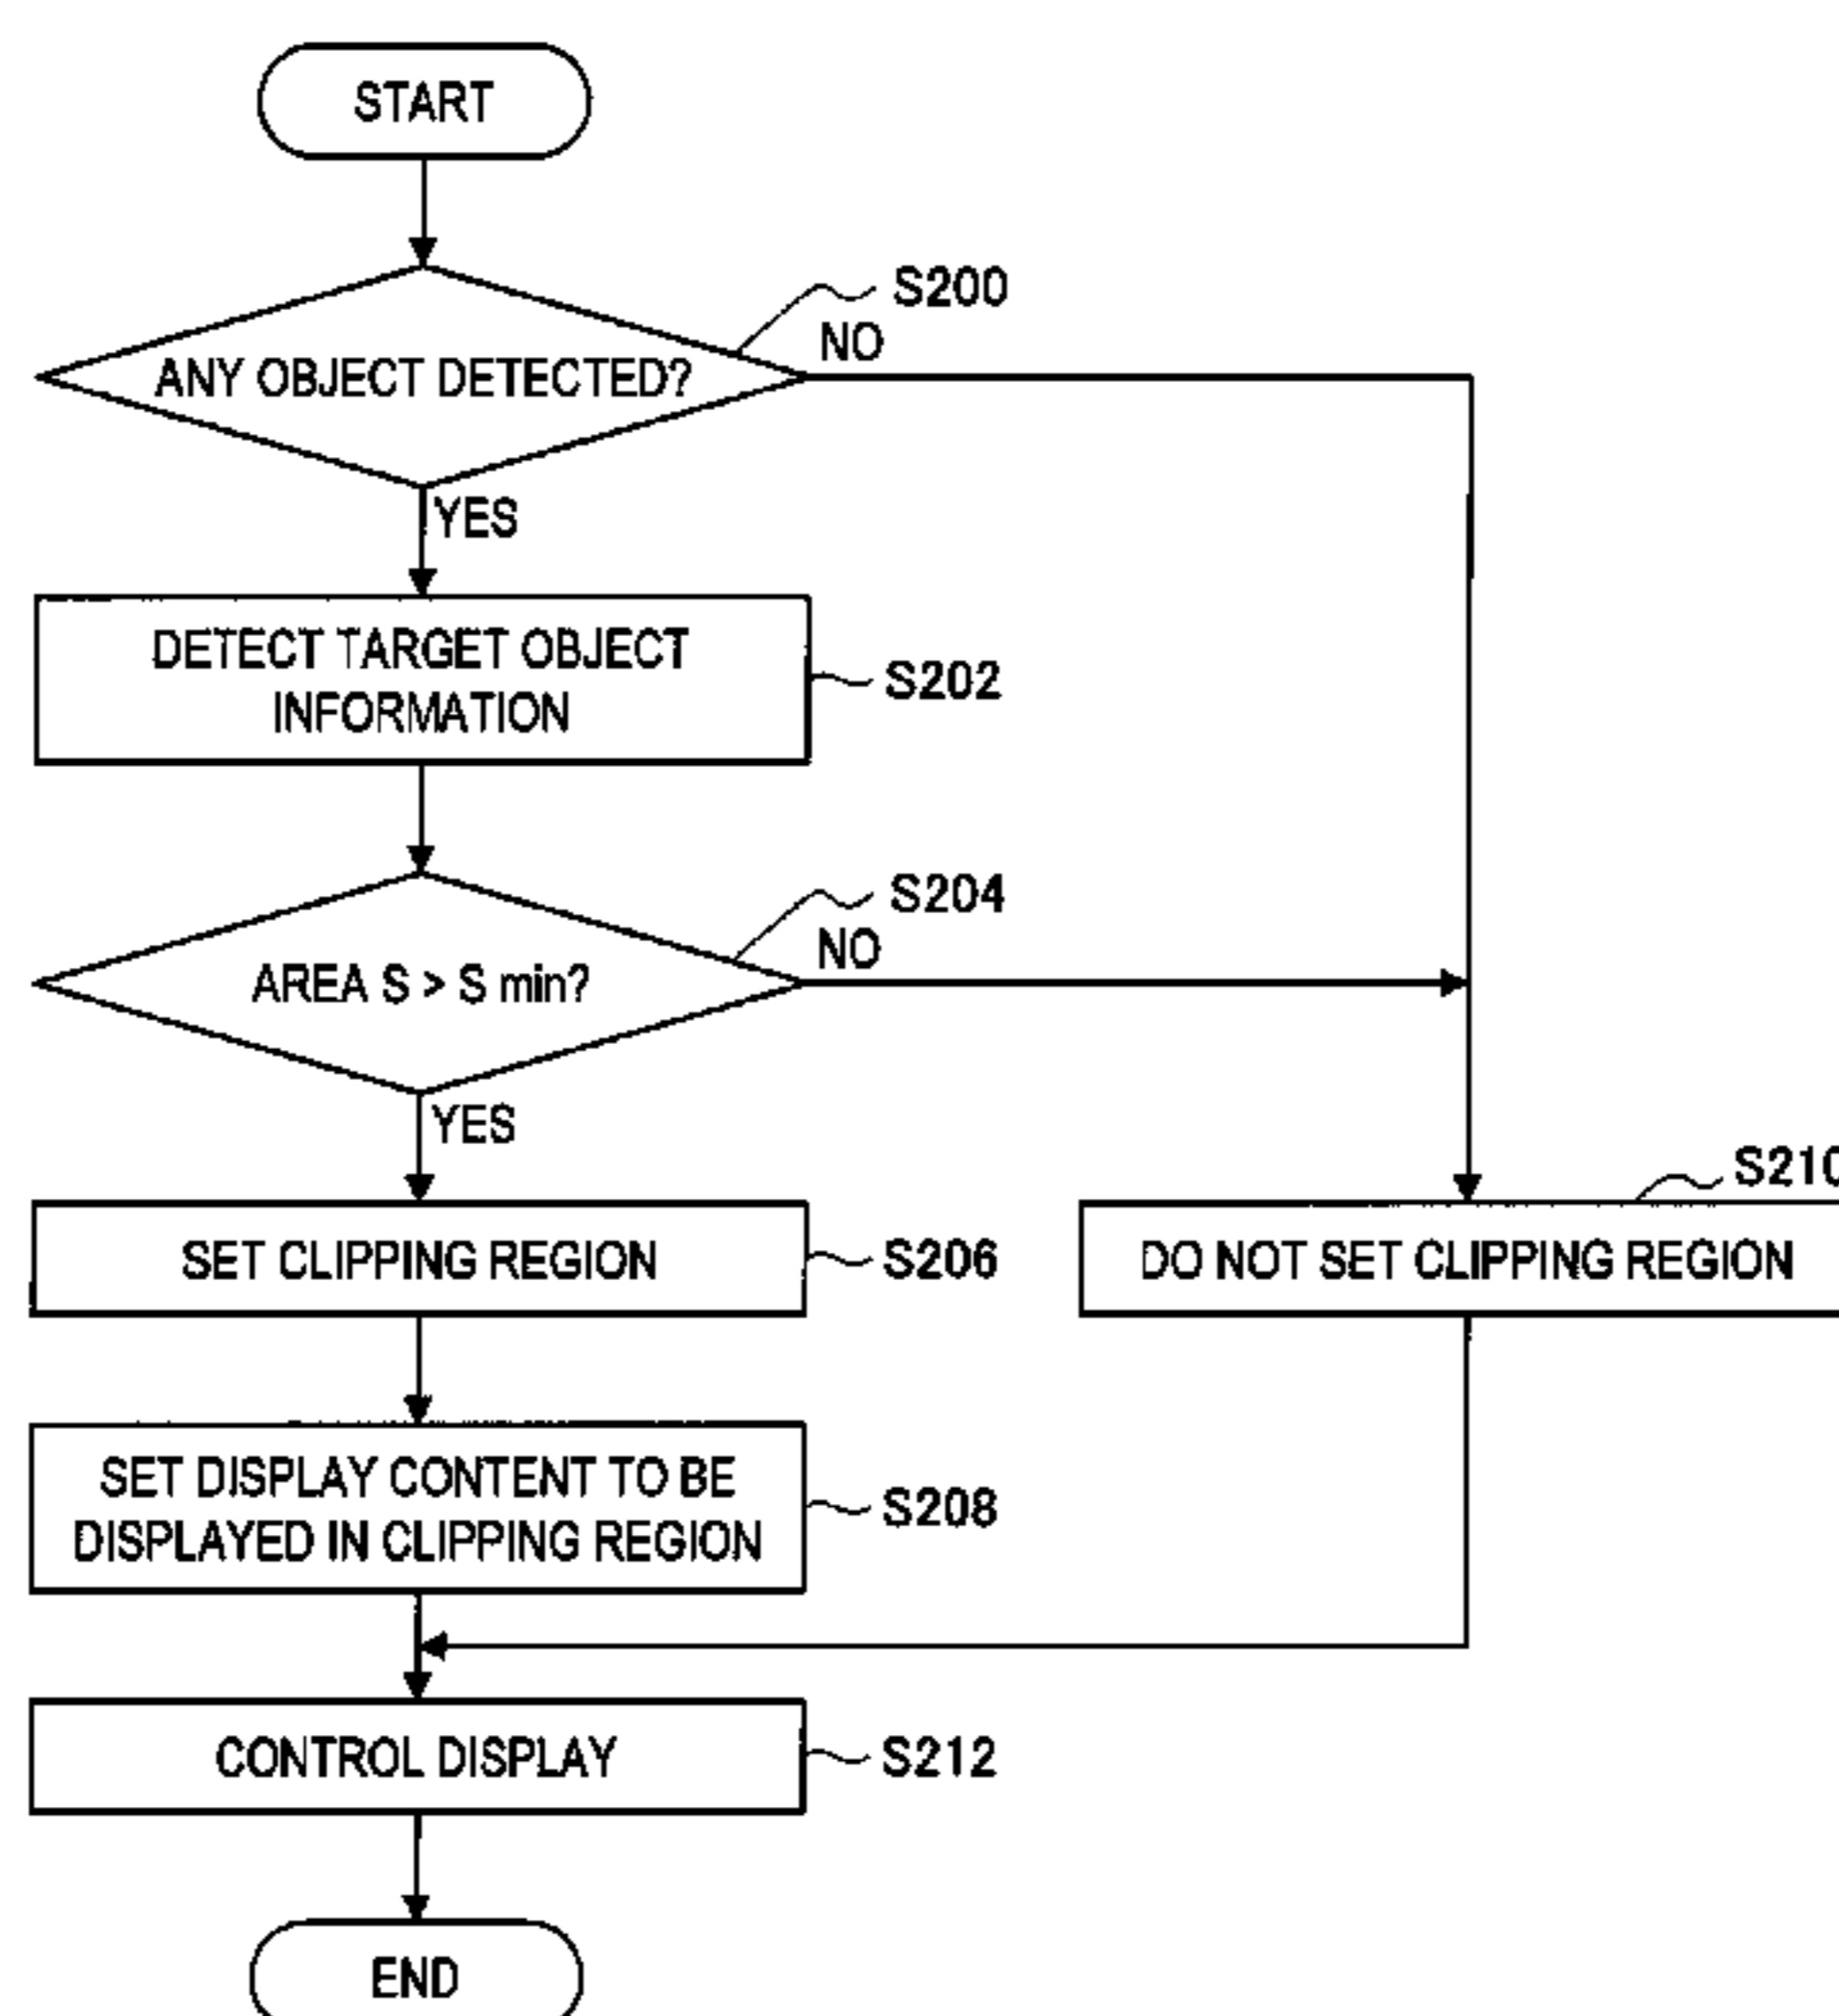 START
S200
NO
ANY OBJECT DETECTED?
YES
DETECT TARGET OBJECT
INFORMATION
S202
S204
NO
AREA S > S min?
YES
S210
SET CLIPPING REGION
S206
DO NOT SET CLIPPING REGION
SET DISPLAY CONTENT TO BE
DISPLAYED IN CLIPPING REGION
S208
CONTROL DISPLAY
S212
END